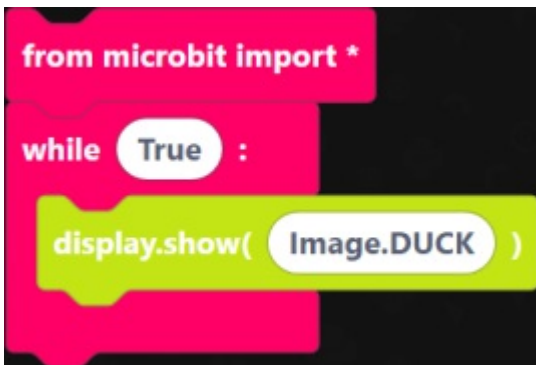 from microbit import *
while True :
display.show( Image.DUCK )